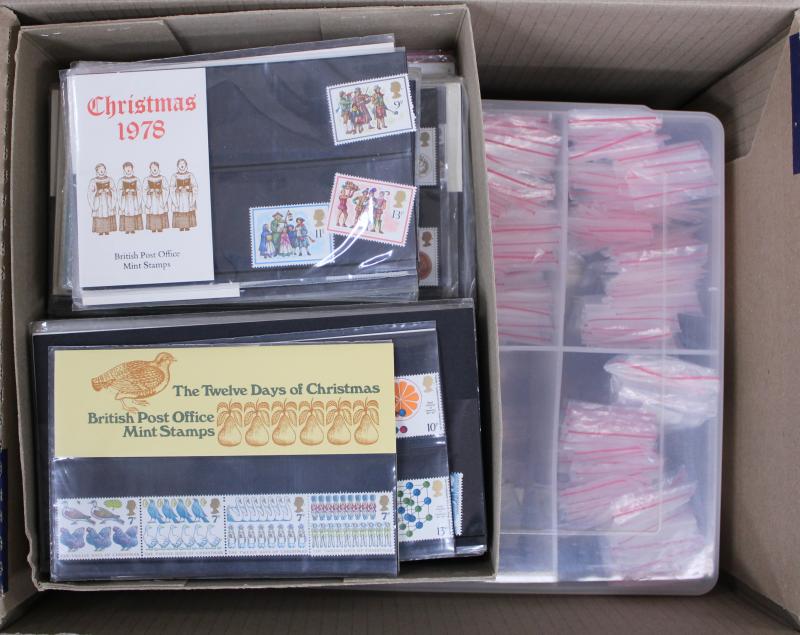 Christmas
1978
British Post Office
Mint Stamps
9p
11p
13p
The Twelve Days of Christmas
British Post Office
Mint Stamps
10p
13p
7p
7p
7p
7p